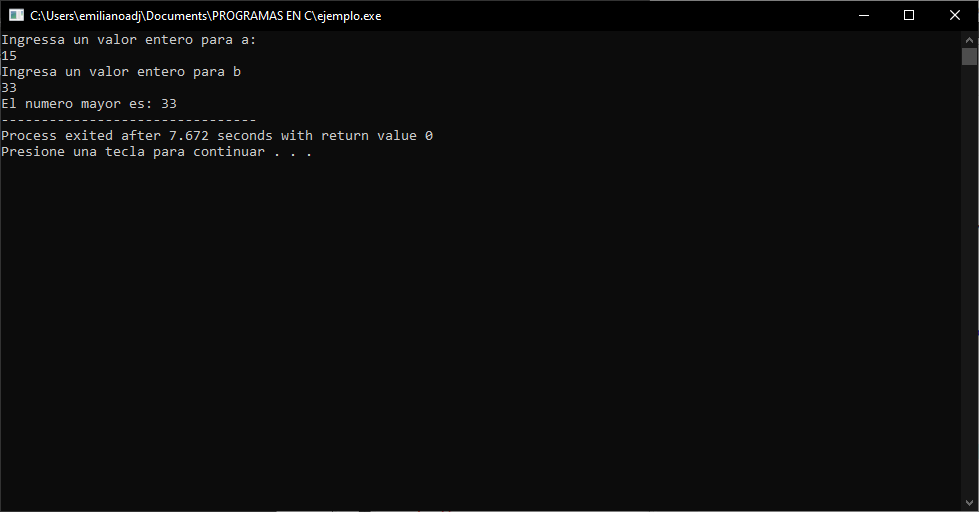 C:\Users\emilianoadj\Documents\PROGRAMAS EN C\ejemplo.exe
Ingressa un valor entero para a:
15
Ingresa un valor entero para b
33
El numero mayor es: 33
--------------------------------
Process exited after 7.672 seconds with return value 0
Presione una tecla para continuar . . .